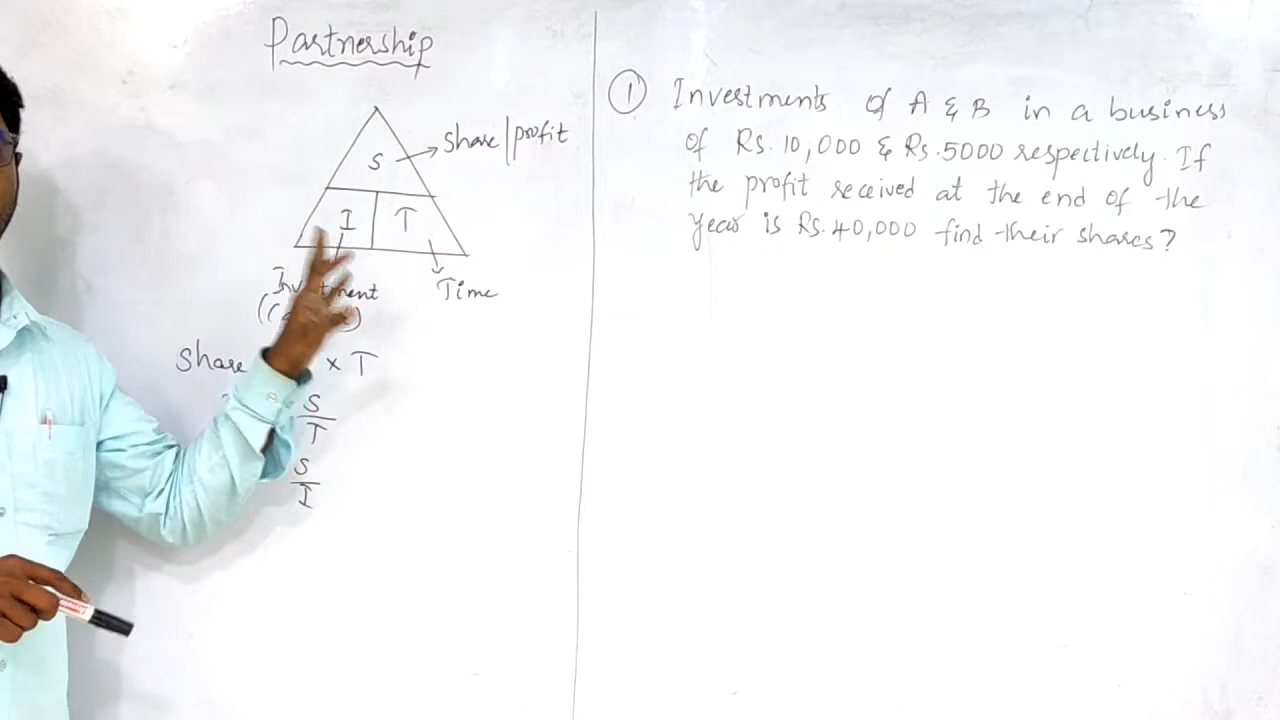 Partnership
S → share/profit
I T
Time
Share × T
S
T
S
I
① Investments of A & B in a business
of Rs. 10,000 & Rs. 5000 respectively. If
the profit received at the end of the
year is Rs. 40,000 find their shares?